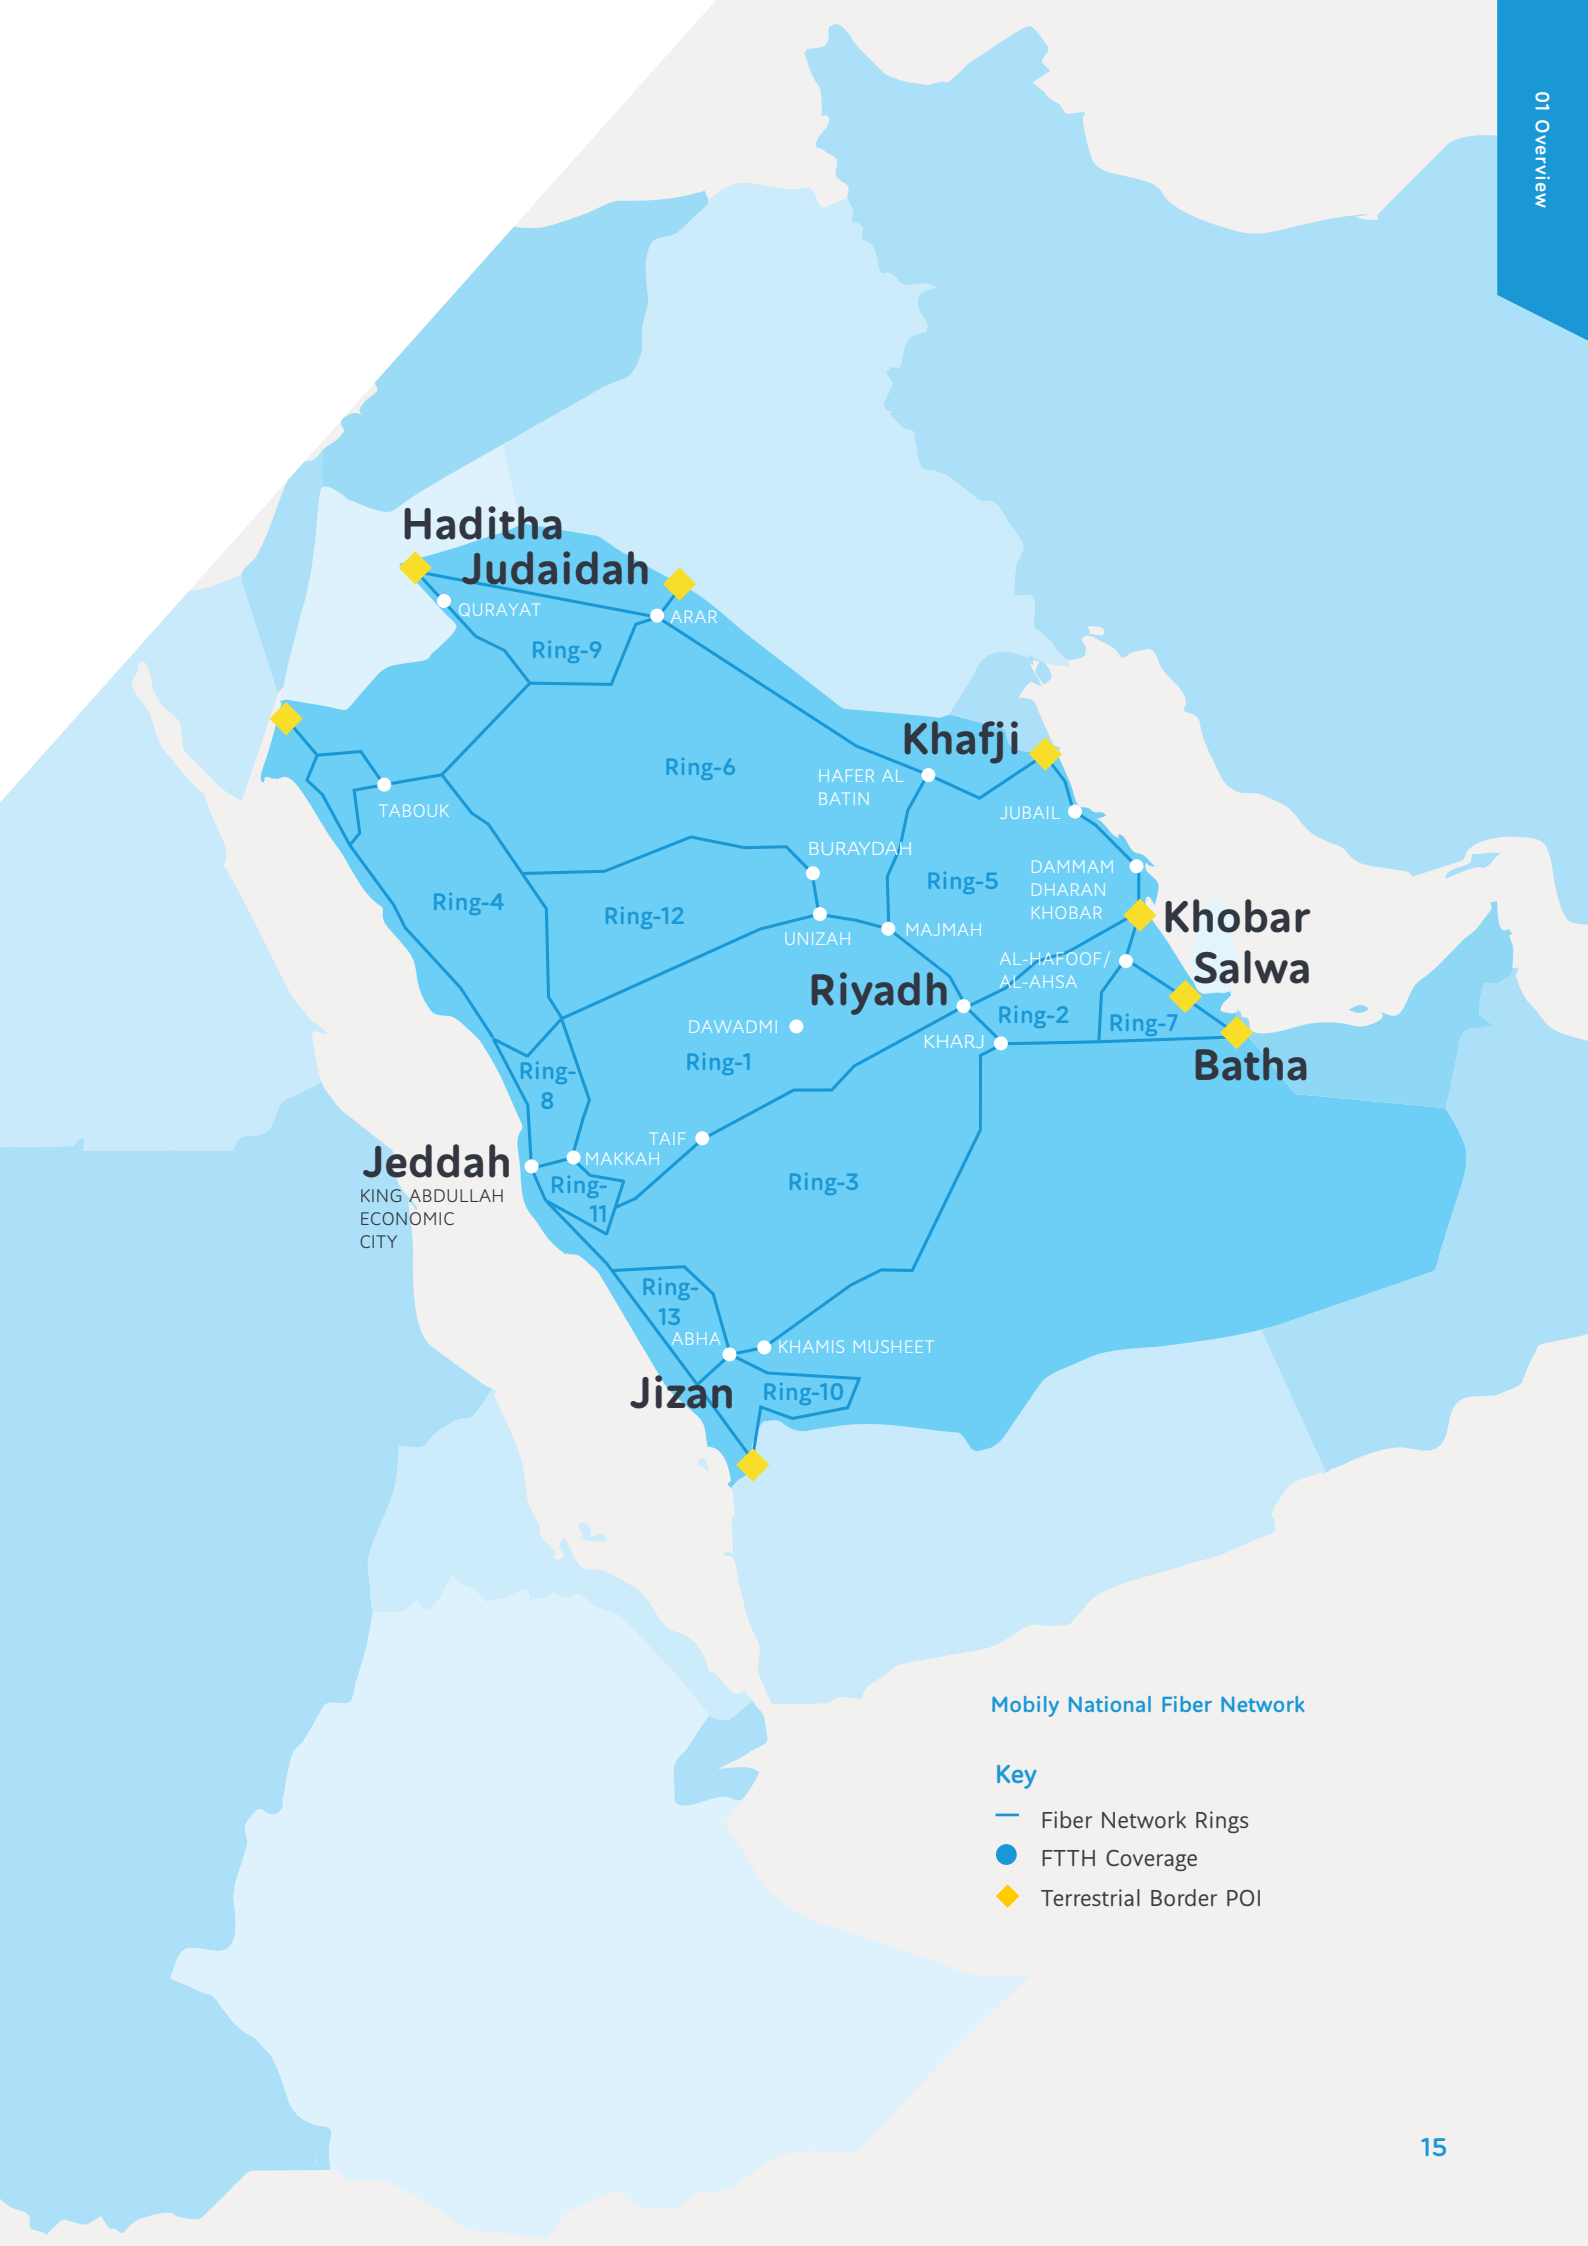 01 Overview
Haditha
Judaidah
QURAYAT
ARAR
Ring-9
Khafji
Ring-6
HAFER AL
BATIN
TABOUK
JUBAIL
BURAYDAH
DAMMAM
DHARAN
KHOBAR
Ring-5
Ring-4
Ring-12
Khobar
UNIZAH
MAJMAH
AL-HAFOOF/
AL-AHSA
Salwa
Riyadh
DAWADMI
Ring-2
Ring-7
KHARJ
Ring-1
Batha
Ring-
8
TAIF
Jeddah
MAKKAH
KING ABDULLAH
ECONOMIC
CITY
Ring-
11
Ring-3
Ring-
13
ABHA
KHAMIS MUSHEET
Jizan
Ring-10
Mobily National Fiber Network
Key
Fiber Network Rings
FTTH Coverage
Terrestrial Border POI
15